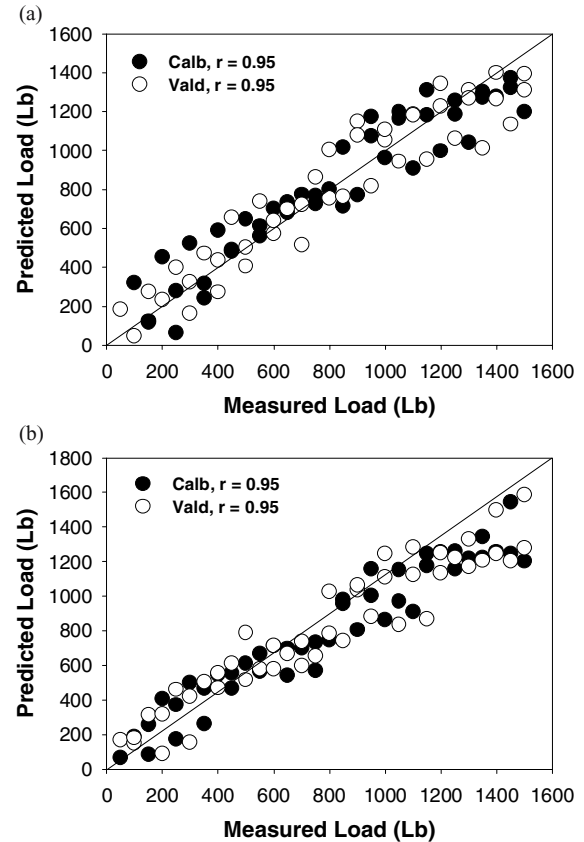 (a)
1600
1400
1200
1000
800
600
400
200
0
Predicted Load (Lb)
Calb, r = 0.95
Vald, r = 0.95
0 200 400 600 800 1000 1200 1400 1600
Measured Load (Lb)
(b)
1800
1600
1400
1200
1000
800
600
400
200
0
Predicted Load (Lb)
Calb, r = 0.95
Vald, r = 0.95
0 200 400 600 800 1000 1200 1400 1600
Measured Load (Lb)